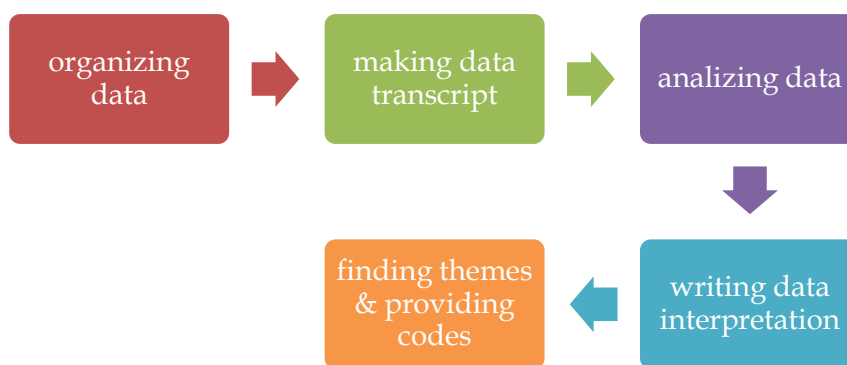 organizing
data
making data
transcript
analizing data
writing data
interpretation
finding themes
& providing
codes